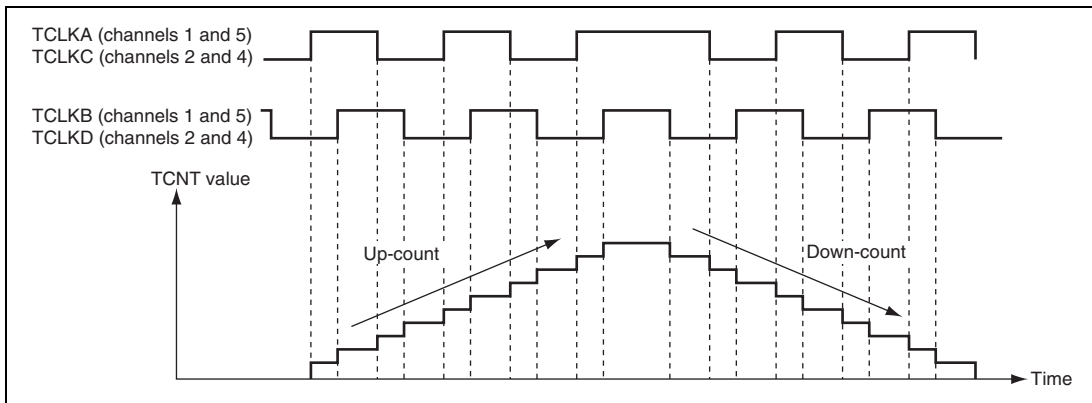 TCLKA (channels 1 and 5)
TCLKC (channels 2 and 4)
TCLKB (channels 1 and 5)
TCLKD (channels 2 and 4)
TCNT value
Up-count
Down-count
Time